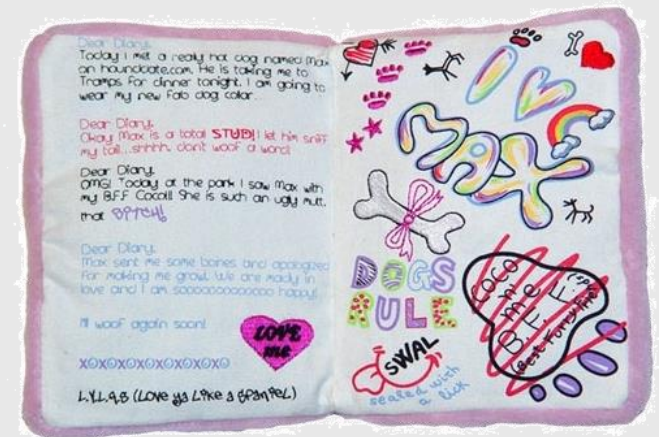 Dear Diary,
Today I met a really hot dog named Max
on hounddate.com. He is taking me to
Tramps for dinner tonight. I am going to
wear my new fab dog collar...
Dear Diary,
Okay Max is a total STUD! I let him sniff
my tail...shhhh, don't woof a word
Dear Diary,
OMG! Today at the park I saw Max with
my B.F.F Coco!!! She is such an ugly mutt,
that BITCH!
Dear Diary,
Max sent me some bones and apologized
for making me growl. We are madly in
love and I am sooooooooooooo happy!
I'll woof again soon!
LOVE
me
XOXOXOXOXOXOXOXO
L.Y.L.A.S (Love ya Like a SpanieL)
I
MAX
DOGS
RULE
SWAL
sealed with
a lick
COCO
n me
B.F.F.
(Best Furry Friends)